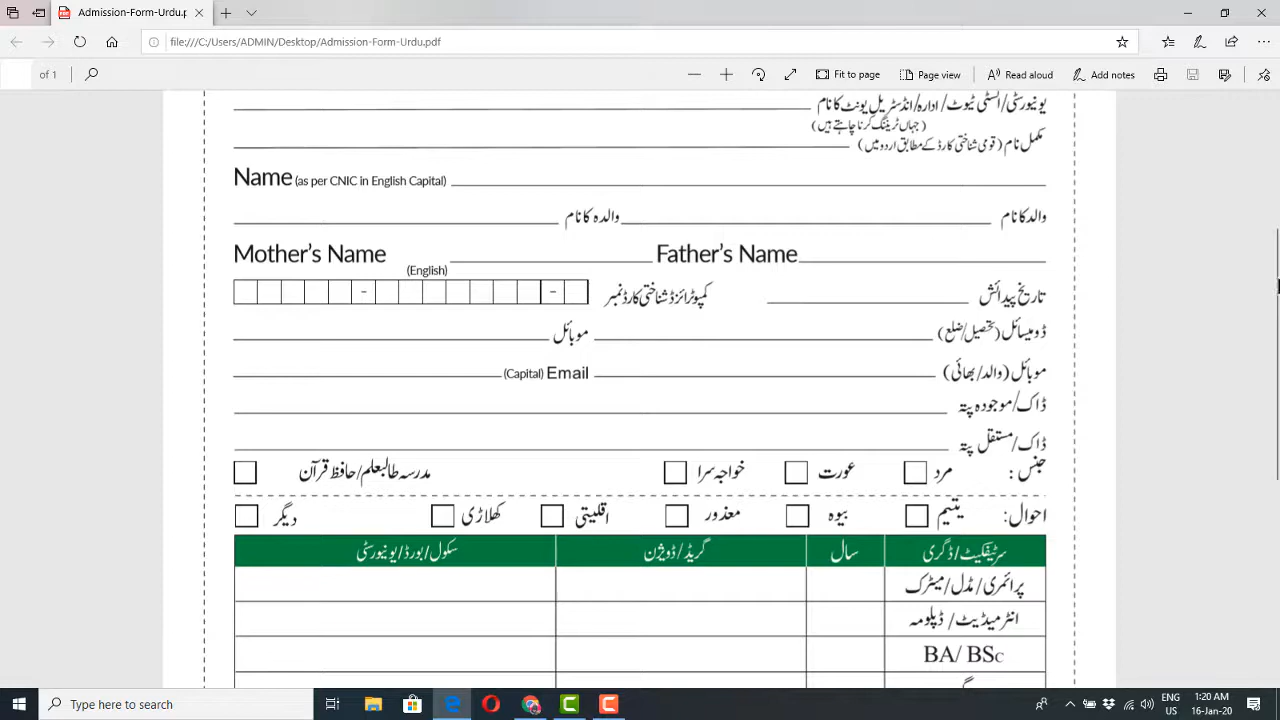 Admission-Form-Urdu.pdf
file:///C:/Users/ADMIN/Desktop/Admission-Form-Urdu.pdf
of 1
Fit to page
Read aloud
Add notes
یونیورسٹی/انسٹی ٹیوٹ/ادارہ/انڈسٹریل یونٹ کا نام
(جہاں ٹریننگ کرنا چاہتے ہیں)
مکمل نام (قومی شناختی کارڈ کے مطابق اردو میں)
Name (as per CNIC in English Capital)
والد کا نام والدہ کا نام
Mother's Name (English) Father's Name
تاریخ پیدائش کمپیوٹرائزڈ شناختی کارڈ نمبر - -
ڈومیسائل (تحصیل/ضلع) موبائل
موبائل (والد/بھائی) Email (Capital)
ڈاک/موجودہ پتہ
ڈاک/مستقل پتہ
جنس: مرد عورت خواجہ سرا مدرسہ طالبعلم/حافظ قرآن
احوال: یتیم بیوہ معذور اقلیتی کھلاڑی دیگر
سرٹیفکیٹ/ڈگری سال گریڈ/ڈویژن سکول/بورڈ/یونیورسٹی
پرائمری/مڈل/میٹرک
انٹرمیڈیٹ/ڈپلومہ
BA/ BSc
Type here to search
ENG
US
1:20 AM
16-Jan-20